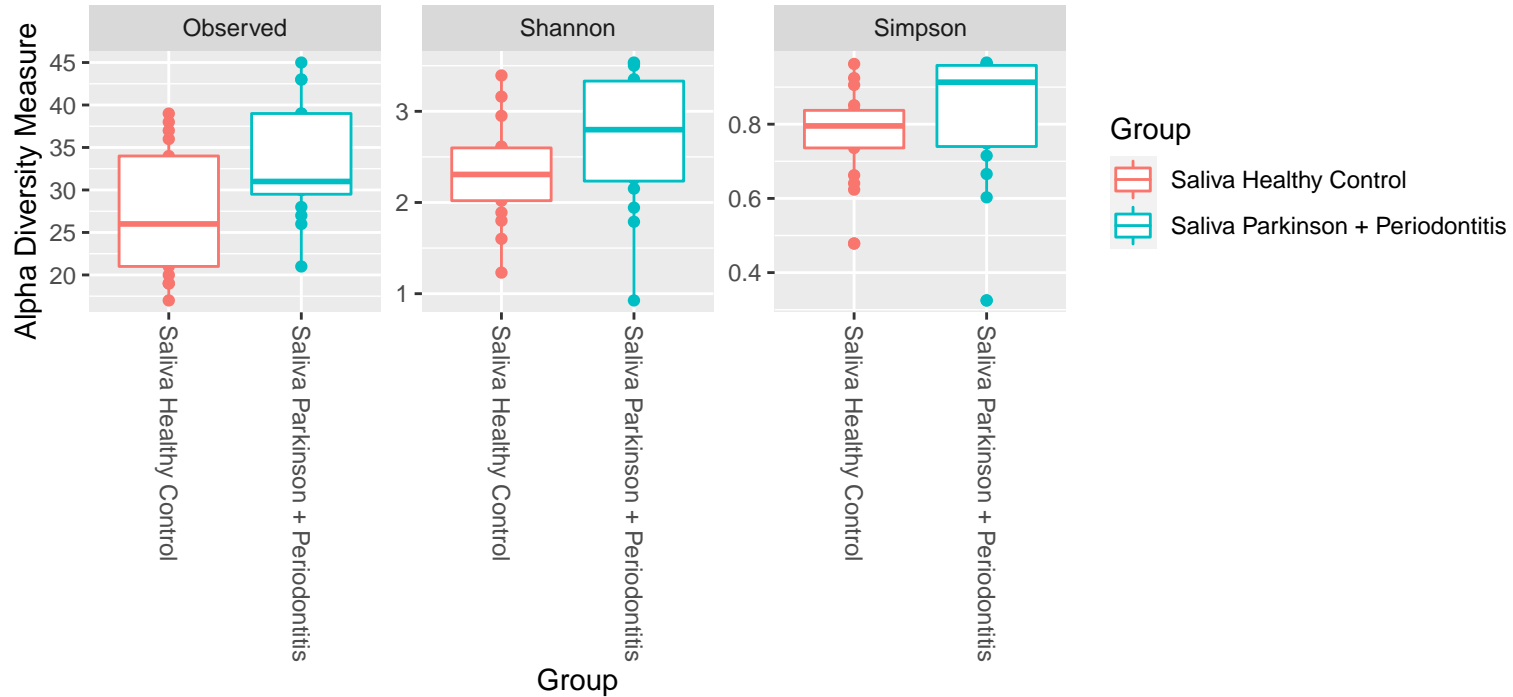 Observed
Shannon
Simpson
Alpha Diversity Measure
45
40
35
30
25
20
3
2
1
0.8
0.6
0.4
Saliva Healthy Control
Saliva Parkinson + Periodontitis
Saliva Healthy Control
Saliva Parkinson + Periodontitis
Saliva Healthy Control
Saliva Parkinson + Periodontitis
Group
Group
Saliva Healthy Control
Saliva Parkinson + Periodontitis